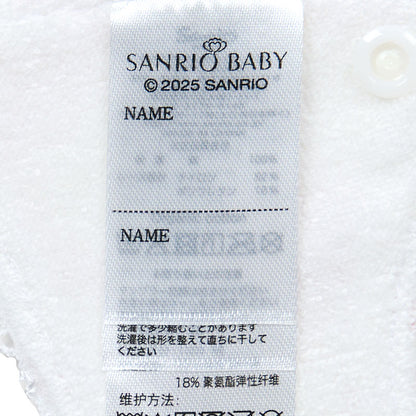 SANRIO BABY
©2025 SANRIO
NAME
NAME
洗濯で多少縮むことがあります
洗濯後は形を整えて直ちに干して
ください
18% 聚氨酯弹性纤维
维护方法: